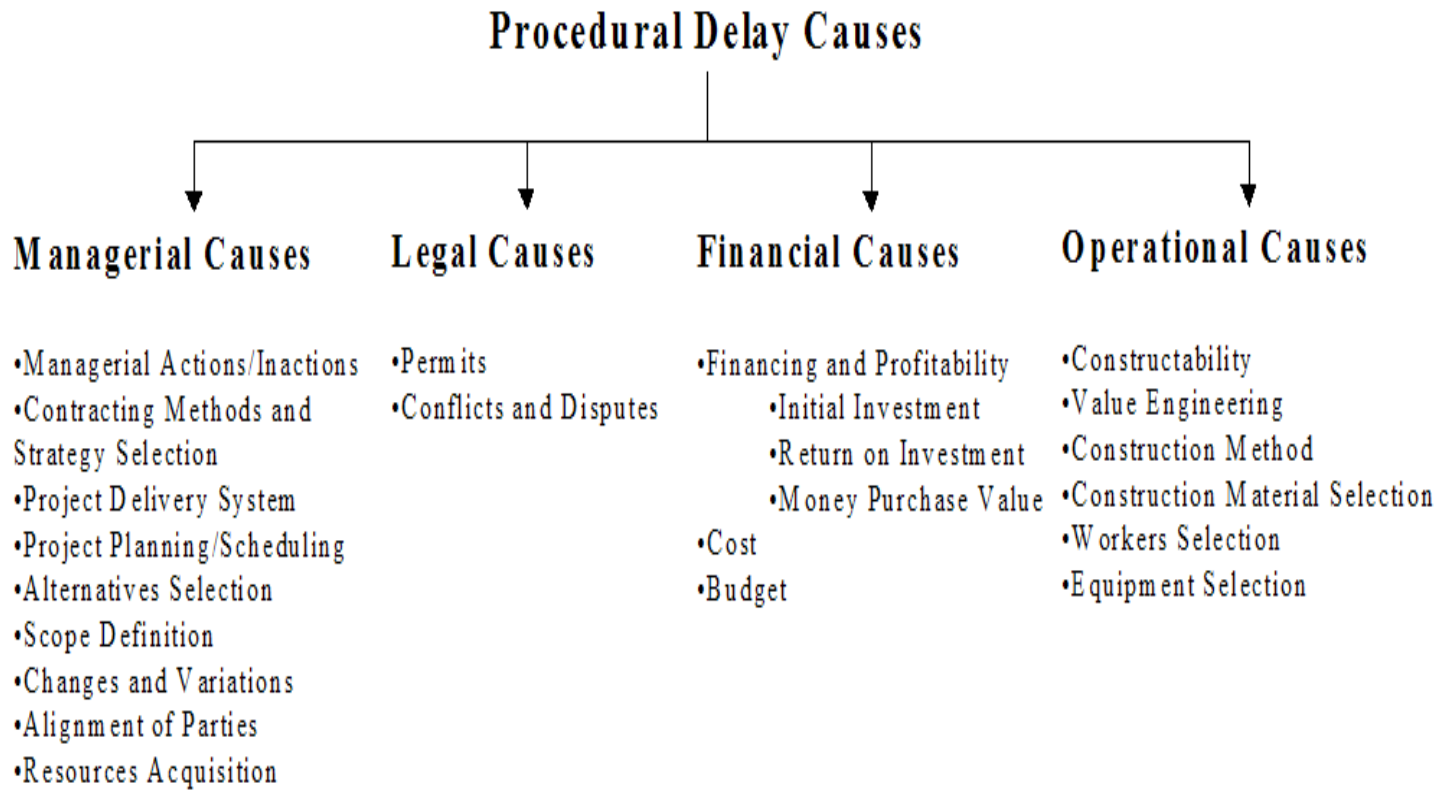 Procedural Delay Causes
Managerial Causes
•Managerial Actions/Inactions
•Contracting Methods and
Strategy Selection
•Project Delivery System
•Project Planning/Scheduling
•Alternatives Selection
•Scope Definition
•Changes and Variations
•Alignment of Parties
•Resources Acquisition
Legal Causes
•Permits
•Conflicts and Disputes
Financial Causes
•Financing and Profitability
•Initial Investment
•Return on Investment
•Money Purchase Value
•Cost
•Budget
Operational Causes
•Constructability
•Value Engineering
•Construction Method
•Construction Material Selection
•Workers Selection
•Equipment Selection